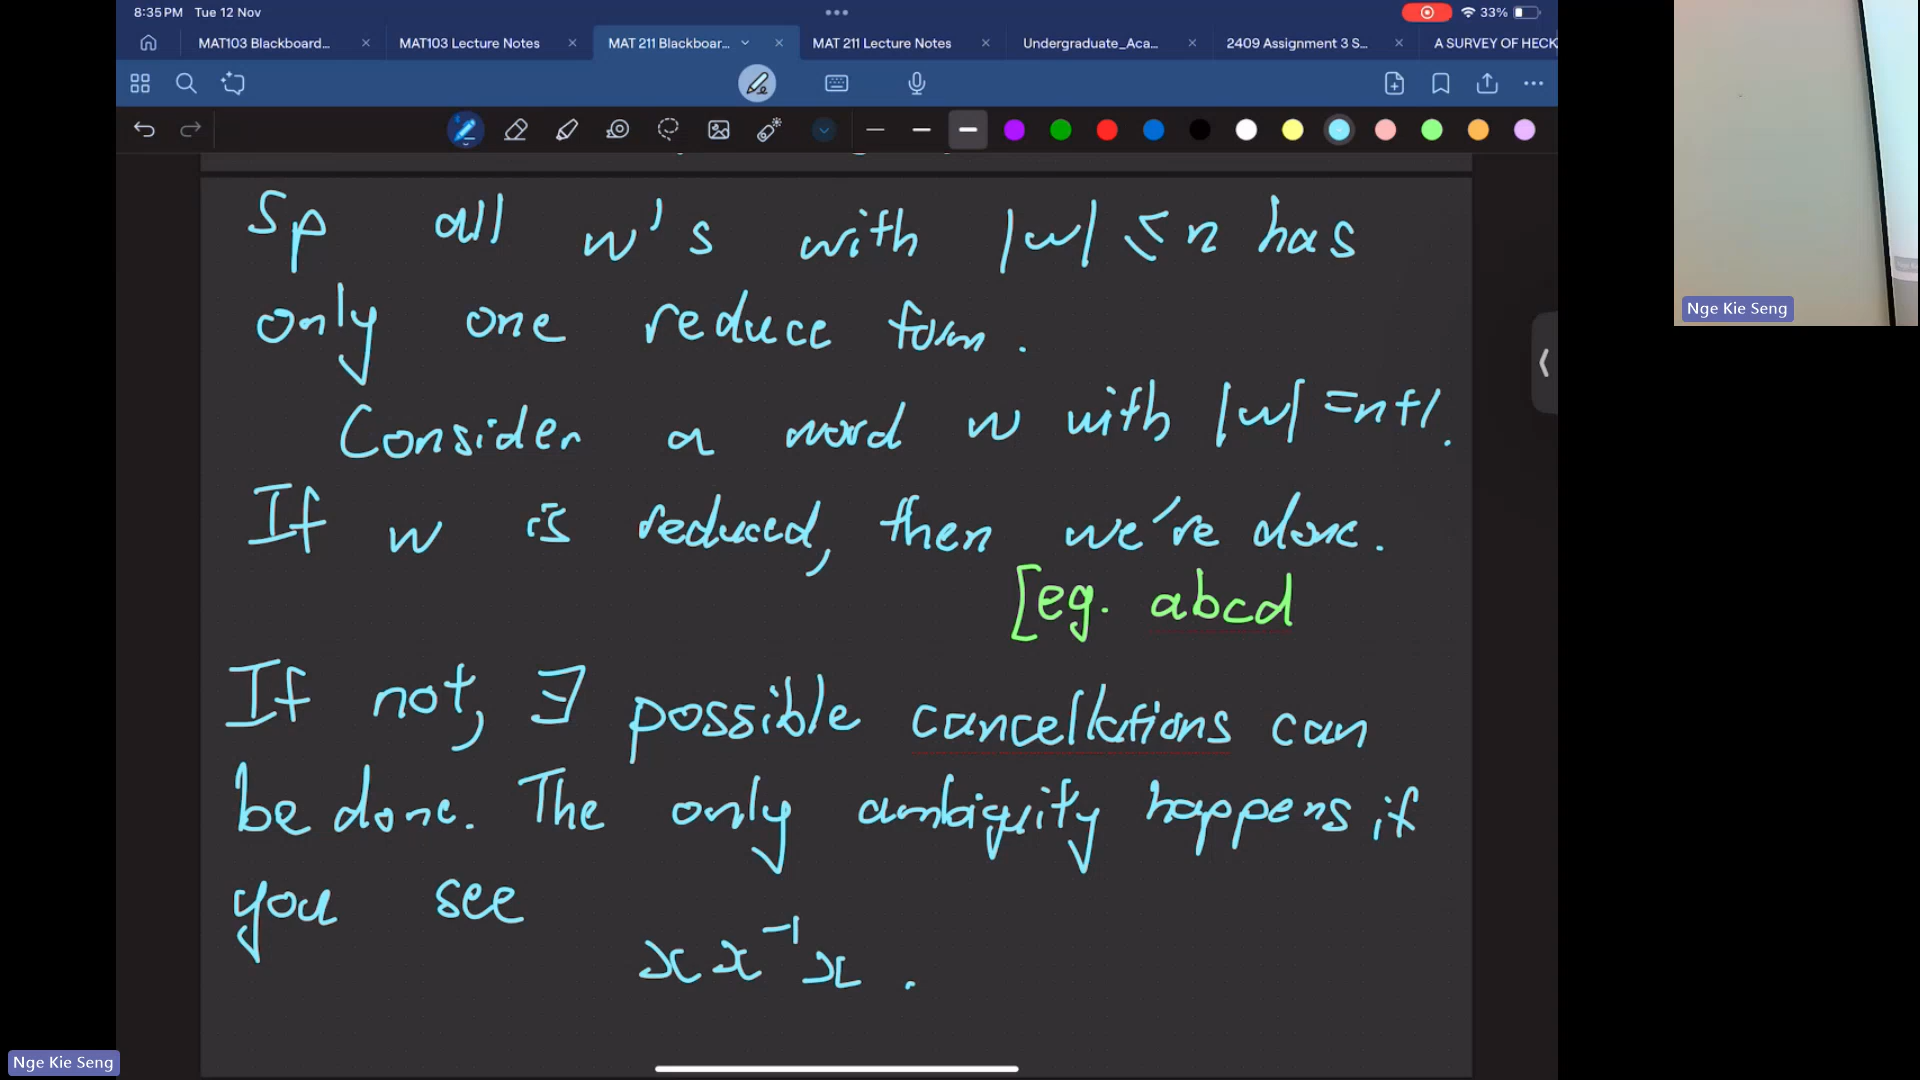 8:35 PM Tue 12 Nov
33%
MAT103 Blackboard...
MAT103 Lecture Notes
MAT 211 Blackboar...
MAT 211 Lecture Notes
Undergraduate_Aca...
2409 Assignment 3 S...
A SURVEY OF HECK
Sp all w's with |w| ≤ n has
only one reduce form.
Consider a word w with |w| = n+1.
If w is reduced, then we're done.
[eg. abcd
If not, ∃ possible cancellations can
be done. The only ambiguity happens if
you see
x x⁻¹ x .
Nge Kie Seng
Nge Kie Seng